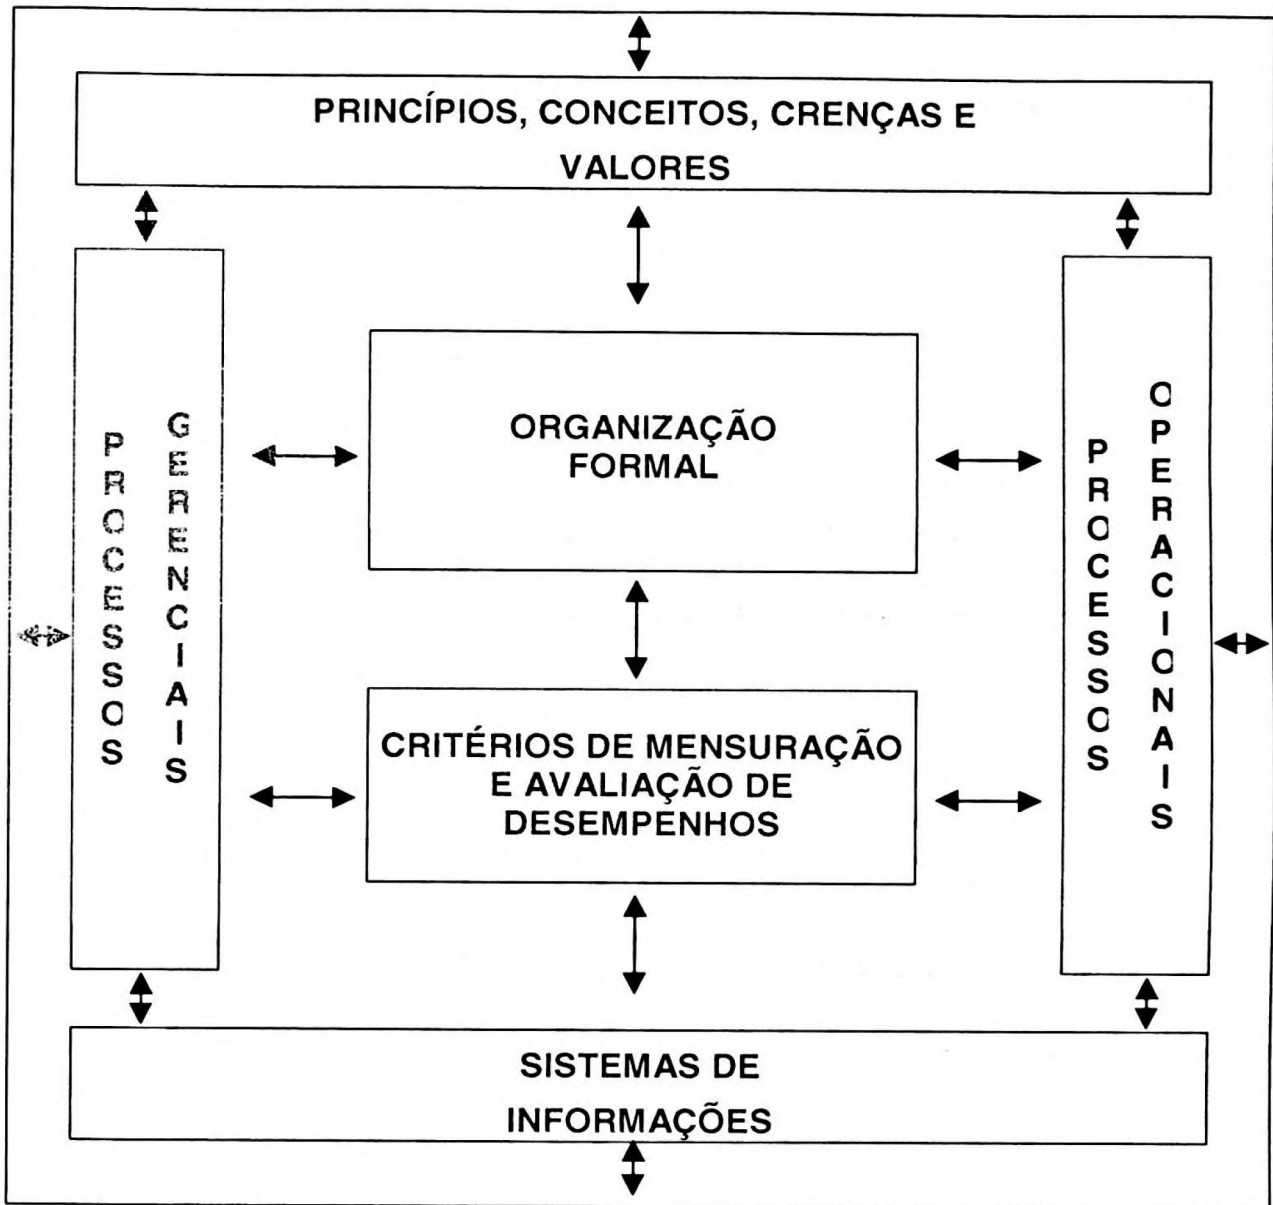 PRINCÍPIOS, CONCEITOS, CRENÇAS E
VALORES
PROCESSOS
GERENCIAIS
ORGANIZAÇÃO
FORMAL
CRITÉRIOS DE MENSURAÇÃO
E AVALIAÇÃO DE
DESEMPENHOS
PROCESSOS
OPERACIONAIS
SISTEMAS DE
INFORMAÇÕES